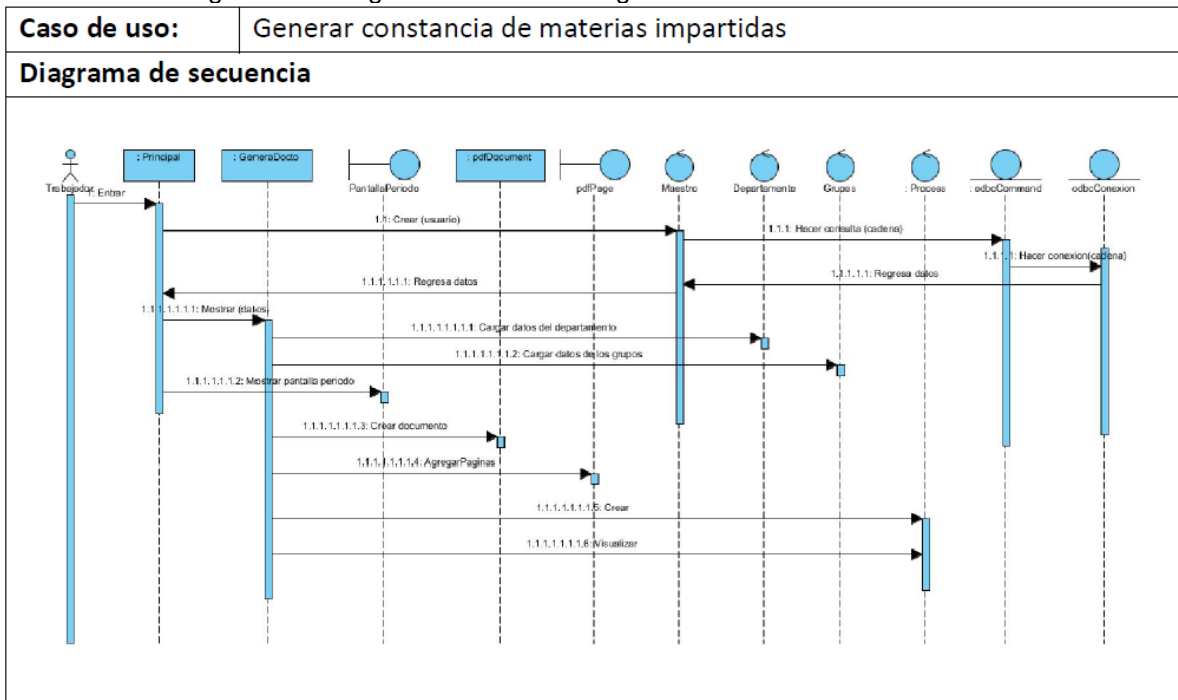 Caso de uso:
Generar constancia de materias impartidas
Diagrama de secuencia
: Principal
: GeneraDocto
: pdfDocument
Trabajador
PantallaPeriodo
pdfPage
Maestro
Departamento
Grupos
: Process
: odbcCommand
odbcConexion
1: Entrar
1.1: Crear (usuario)
1.1.1: Hacer consulta (cadena)
1.1.1.1: Hacer conexion(cadena)
1.1.1.1.1: Regresa datos
1.1.1.1.1.1: Regresa datos
1.1.1.1.1.1.1: Mostrar (datos)
1.1.1.1.1.1.1.1: Cargar datos del departamento
1.1.1.1.1.1.1.2: Cargar datos de los grupos
1.1.1.1.1.1.2: Mostrar pantalla periodo
1.1.1.1.1.1.1.3: Crear documento
1.1.1.1.1.1.1.4: AgregarPaginas
1.1.1.1.1.1.1.5: Crear
1.1.1.1.1.1.1.6: Visualizar